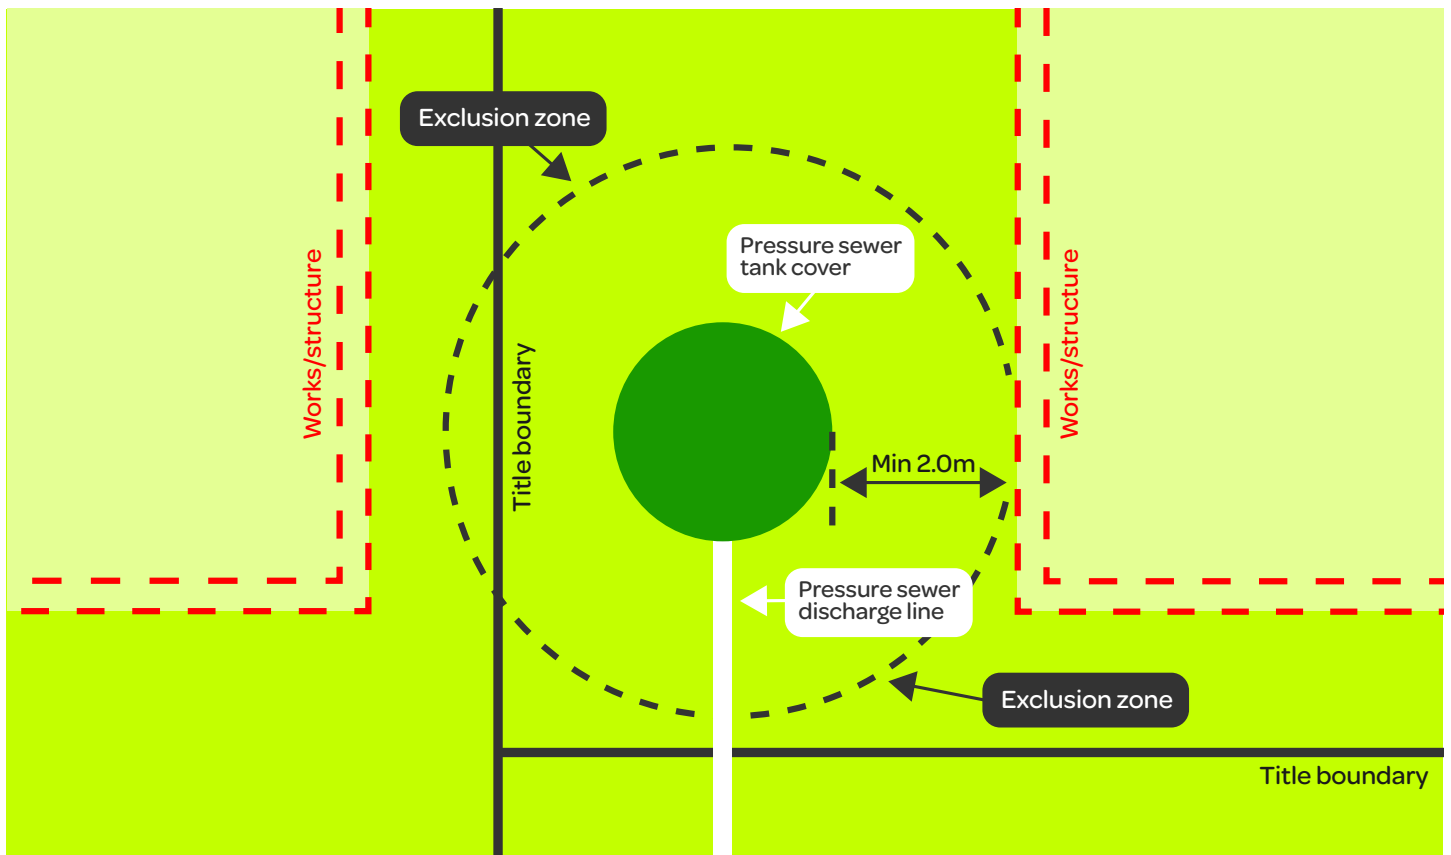 Exclusion zone
Pressure sewer
tank cover
Works/structure
Works/structure
Title boundary
Min 2.0m
Pressure sewer
discharge line
Exclusion zone
Title boundary